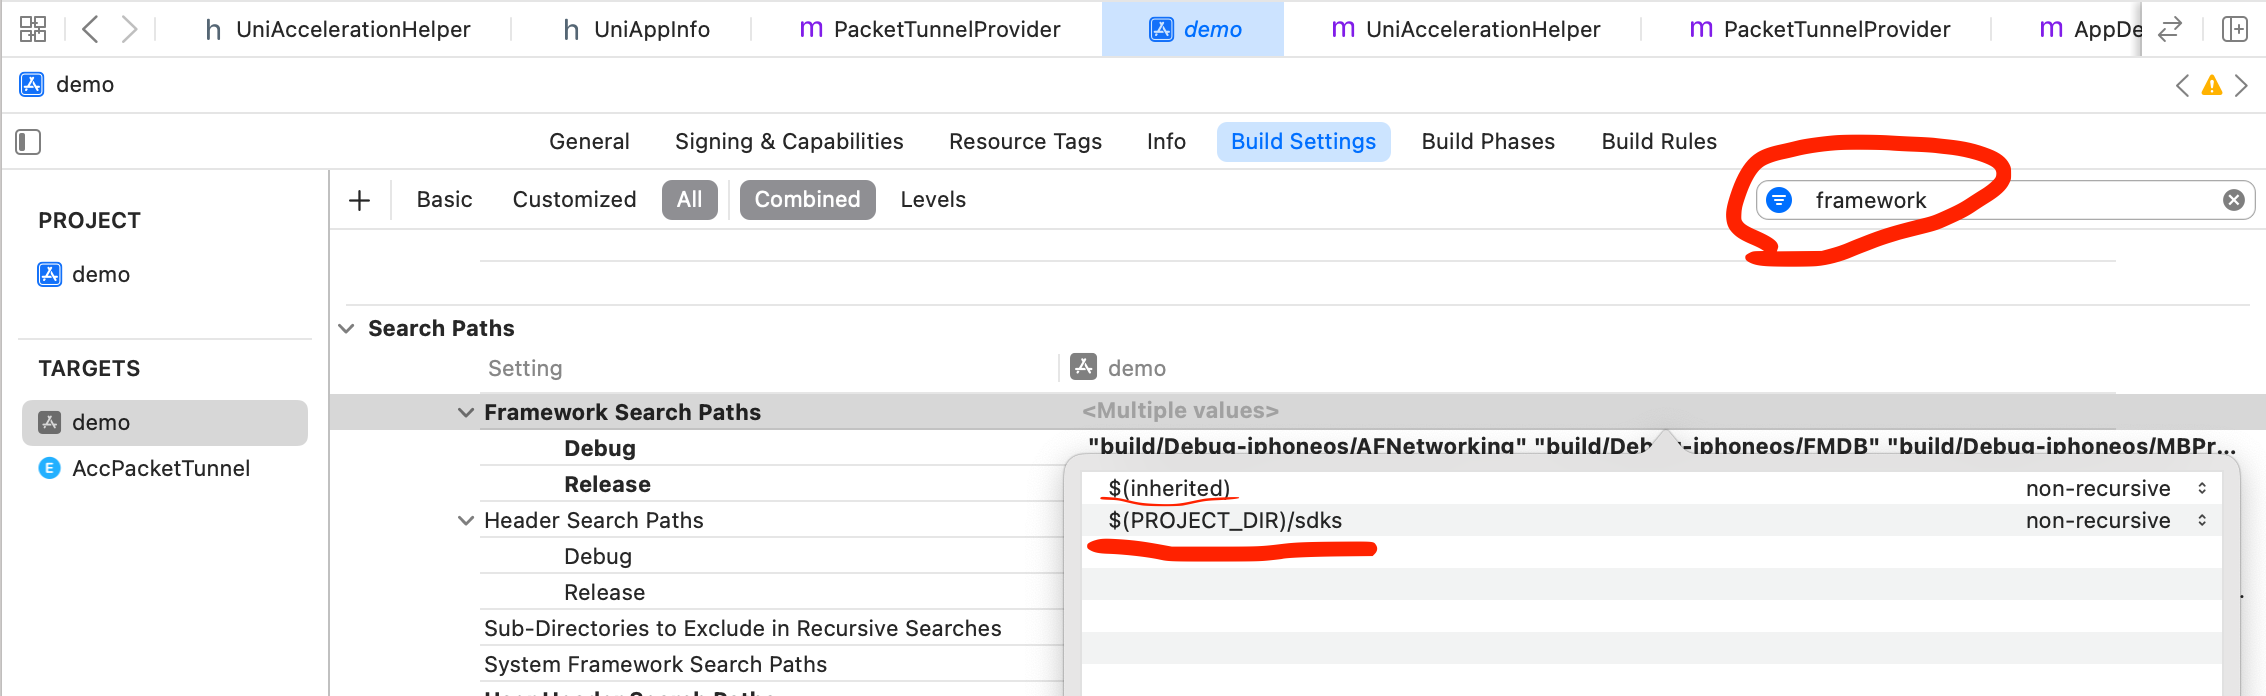 UniAccelerationHelper UniAppInfo PacketTunnelProvider demo UniAccelerationHelper PacketTunnelProvider AppDe
demo
General Signing & Capabilities Resource Tags Info Build Settings Build Phases Build Rules
+ Basic Customized All Combined Levels framework
PROJECT
demo
TARGETS
demo
AccPacketTunnel
Search Paths
Setting demo
Framework Search Paths <Multiple values>
Debug "build/Debug-iphoneos/AFNetworking" "build/Debug-iphoneos/FMDB" "build/Debug-iphoneos/MBPr...
Release
$(inherited) non-recursive
$(PROJECT_DIR)/sdks non-recursive
Header Search Paths
Debug
Release
Sub-Directories to Exclude in Recursive Searches
System Framework Search Paths